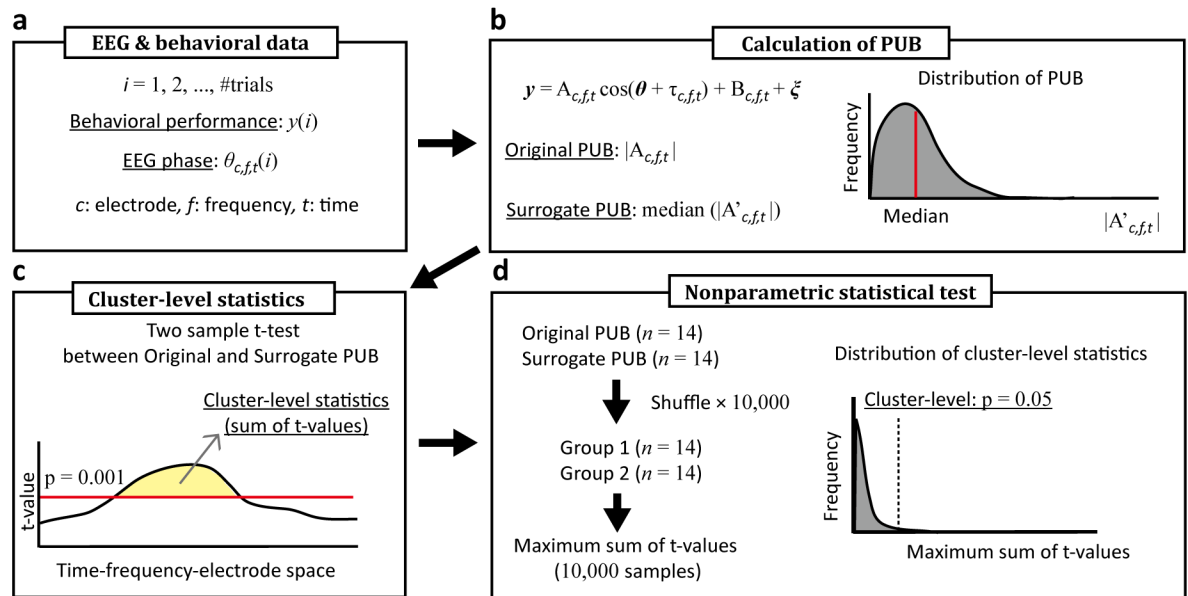 a
EEG & behavioral data
i = 1, 2, ..., #trials
Behavioral performance: y(i)
EEG phase: θc,f,t(i)
c: electrode, f: frequency, t: time
b
Calculation of PUB
y = Ac,f,t cos(θ + τc,f,t) + Bc,f,t + ξ
Original PUB: |Ac,f,t|
Surrogate PUB: median (|A'c,f,t|)
Distribution of PUB
Frequency
Median
|A'c,f,t|
c
Cluster-level statistics
Two sample t-test
between Original and Surrogate PUB
Cluster-level statistics
(sum of t-values)
p = 0.001
t-value
Time-frequency-electrode space
d
Nonparametric statistical test
Original PUB (n = 14)
Surrogate PUB (n = 14)
Shuffle × 10,000
Group 1 (n = 14)
Group 2 (n = 14)
Maximum sum of t-values
(10,000 samples)
Distribution of cluster-level statistics
Cluster-level: p = 0.05
Frequency
Maximum sum of t-values